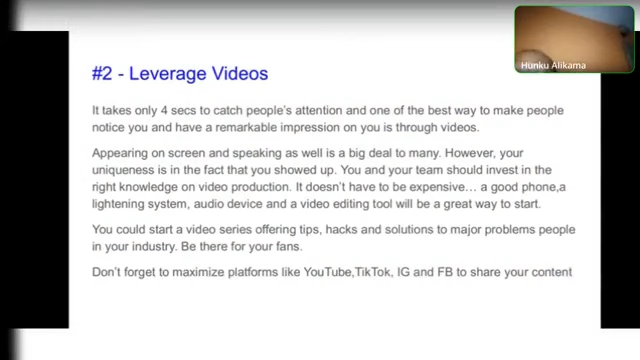 Hunku Alikama
#2 - Leverage Videos
It takes only 4 secs to catch people's attention and one of the best way to make people
notice you and have a remarkable impression on you is through videos.
Appearing on screen and speaking as well is a big deal to many. However, your
uniqueness is in the fact that you showed up. You and your team should invest in the
right knowledge on video production. It doesn't have to be expensive... a good phone,a
lightening system, audio device and a video editing tool will be a great way to start.
You could start a video series offering tips, hacks and solutions to major problems people
in your industry. Be there for your fans.
Don't forget to maximize platforms like YouTube,TikTok, IG and FB to share your content